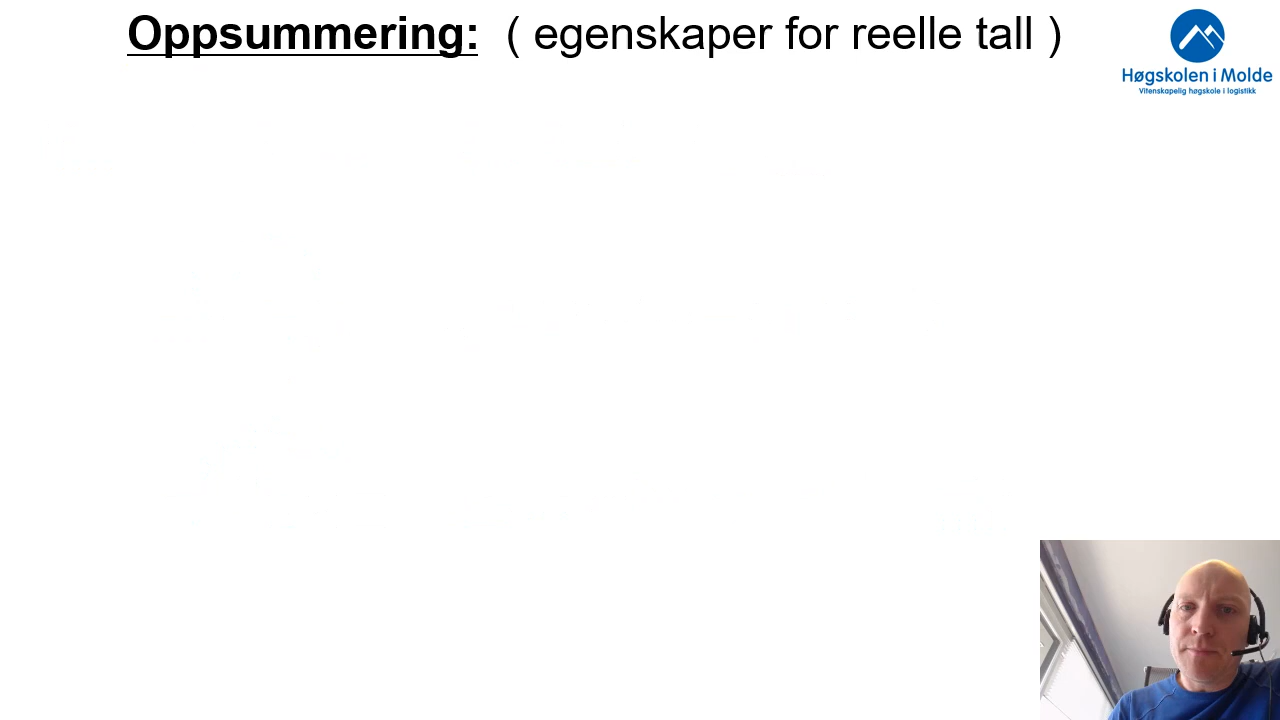 Oppsummering: ( egenskaper for reelle tall )
Høgskolen i Molde
Vitenskapelig høgskole i logistikk